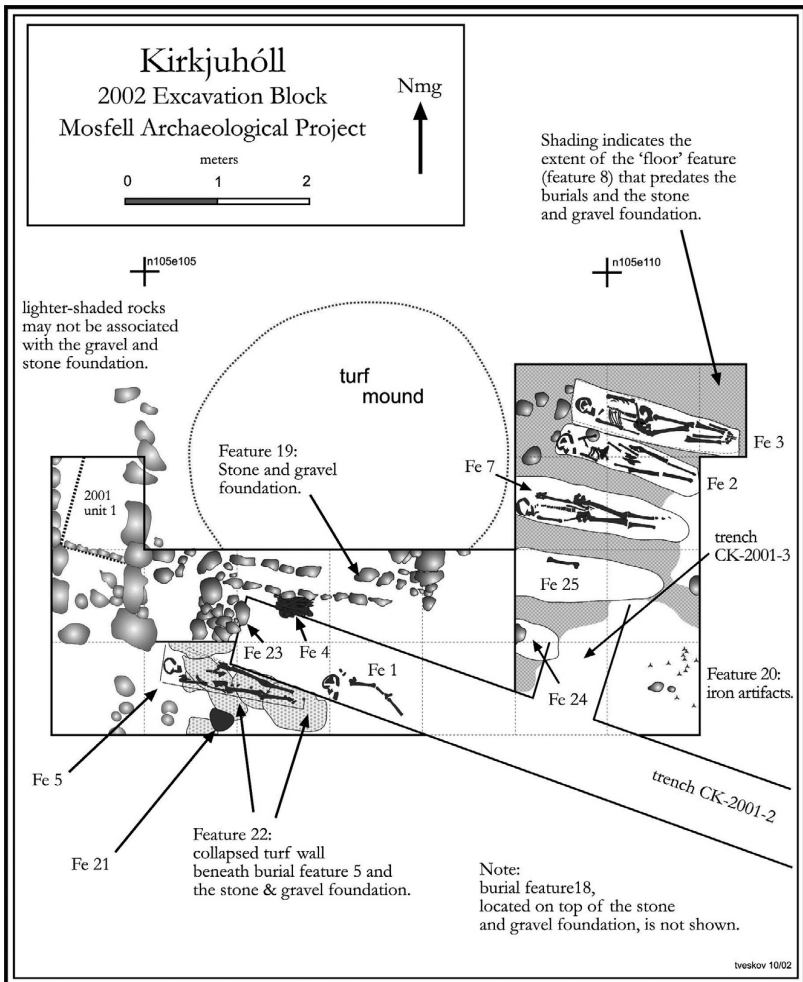 Kirkjuhóll
2002 Excavation Block
Mosfell Archaeological Project
meters
0 1 2
Nmg
Shading indicates the
extent of the ‘floor’ feature
(feature 8) that predates the
burials and the stone
and gravel foundation.
n105e105
n105e110
lighter-shaded rocks
may not be associated
with the gravel and
stone foundation.
turf
mound
Feature 19:
Stone and gravel
foundation.
2001
unit 1
Fe 3
Fe 7
Fe 2
trench
CK-2001-3
Fe 25
Fe 23
Fe 4
Fe 1
Fe 24
Feature 20:
iron artifacts.
Fe 5
Fe 21
trench CK-2001-2
Feature 22:
collapsed turf wall
beneath burial feature 5 and
the stone & gravel foundation.
Note:
burial feature18,
located on top of the stone
and gravel foundation, is not shown.
tveskov 10/02